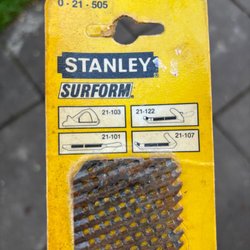 0 - 21 - 505
STANLEY
SURFORM
21-103 21-122
21-101 21-107